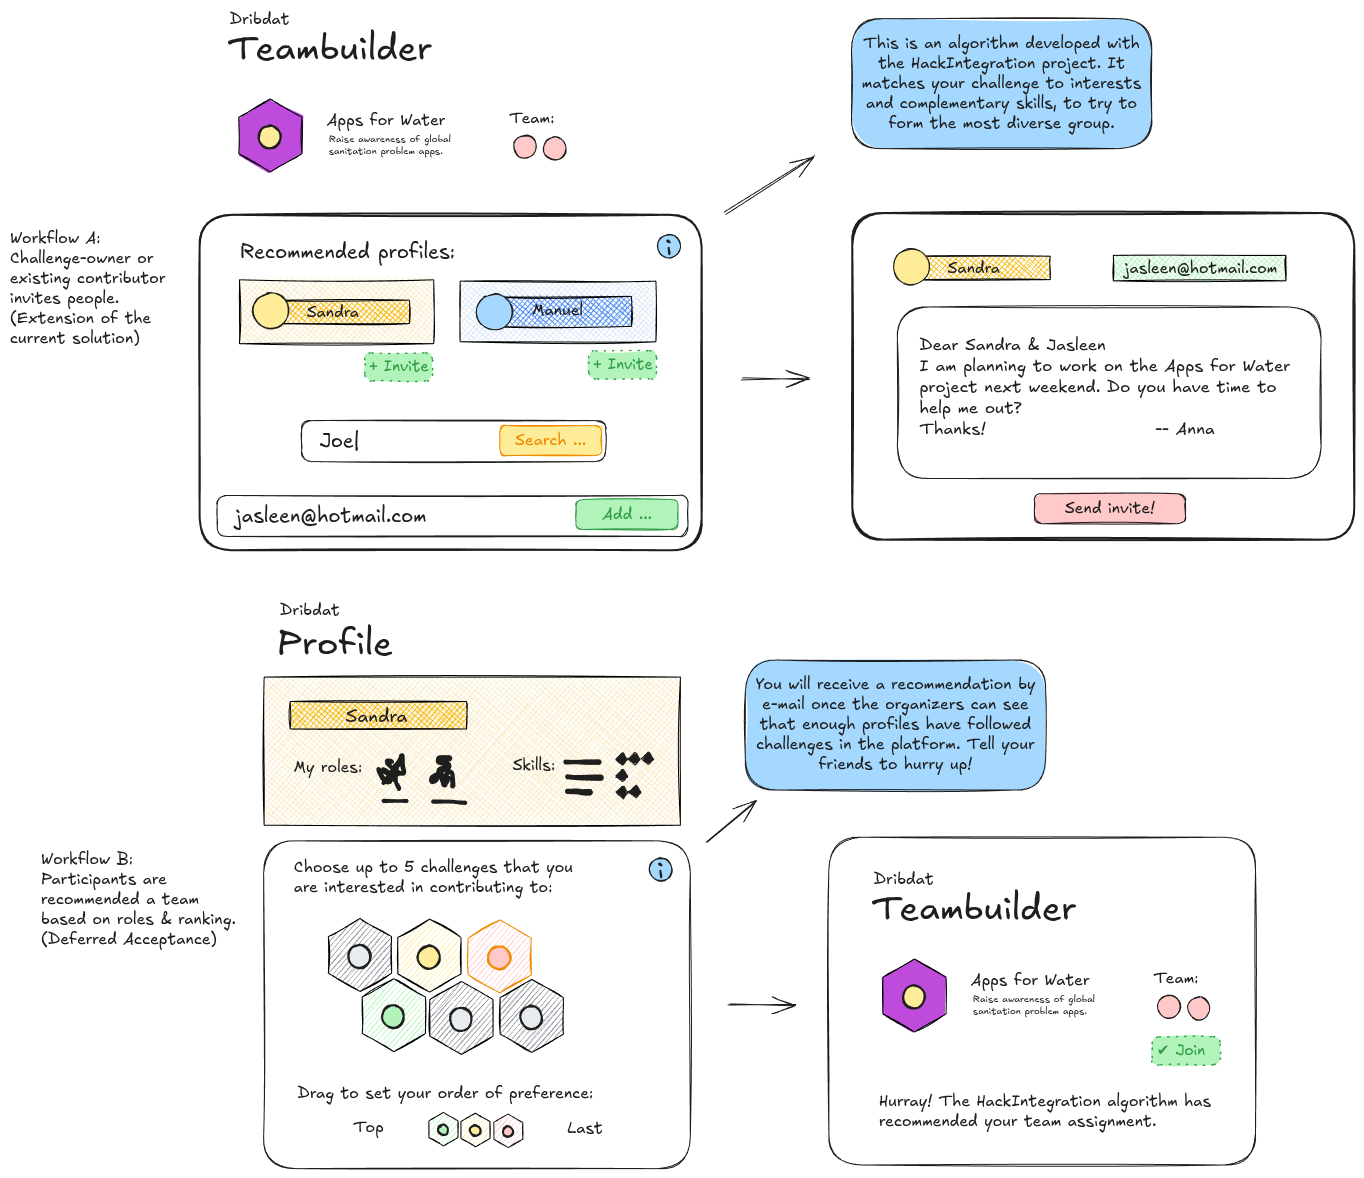 Dribdat
Teambuilder
Apps for Water
Raise awareness of global
sanitation problem apps.
Team:
This is an algorithm developed with
the HackIntegration project. It
matches your challenge to interests
and complementary skills, to try to
form the most diverse group.
Workflow A:
Challenge-owner or
existing contributor
invites people.
(Extension of the
current solution)
Recommended profiles:
i
Sandra
Manuel
+ Invite
+ Invite
Joel
Search ...
jasleen@hotmail.com
Add ...
Sandra
jasleen@hotmail.com
Dear Sandra & Jasleen
I am planning to work on the Apps for Water
project next weekend. Do you have time to
help me out?
Thanks! -- Anna
Send invite!
Dribdat
Profile
Sandra
My roles:
Skills:
You will receive a recommendation by
e-mail once the organizers can see
that enough profiles have followed
challenges in the platform. Tell your
friends to hurry up!
Workflow B:
Participants are
recommended a team
based on roles & ranking.
(Deferred Acceptance)
Choose up to 5 challenges that you
are interested in contributing to:
i
Drag to set your order of preference:
Top
Last
Dribdat
Teambuilder
Apps for Water
Raise awareness of global
sanitation problem apps.
Team:
✔ Join
Hurray! The HackIntegration algorithm has
recommended your team assignment.